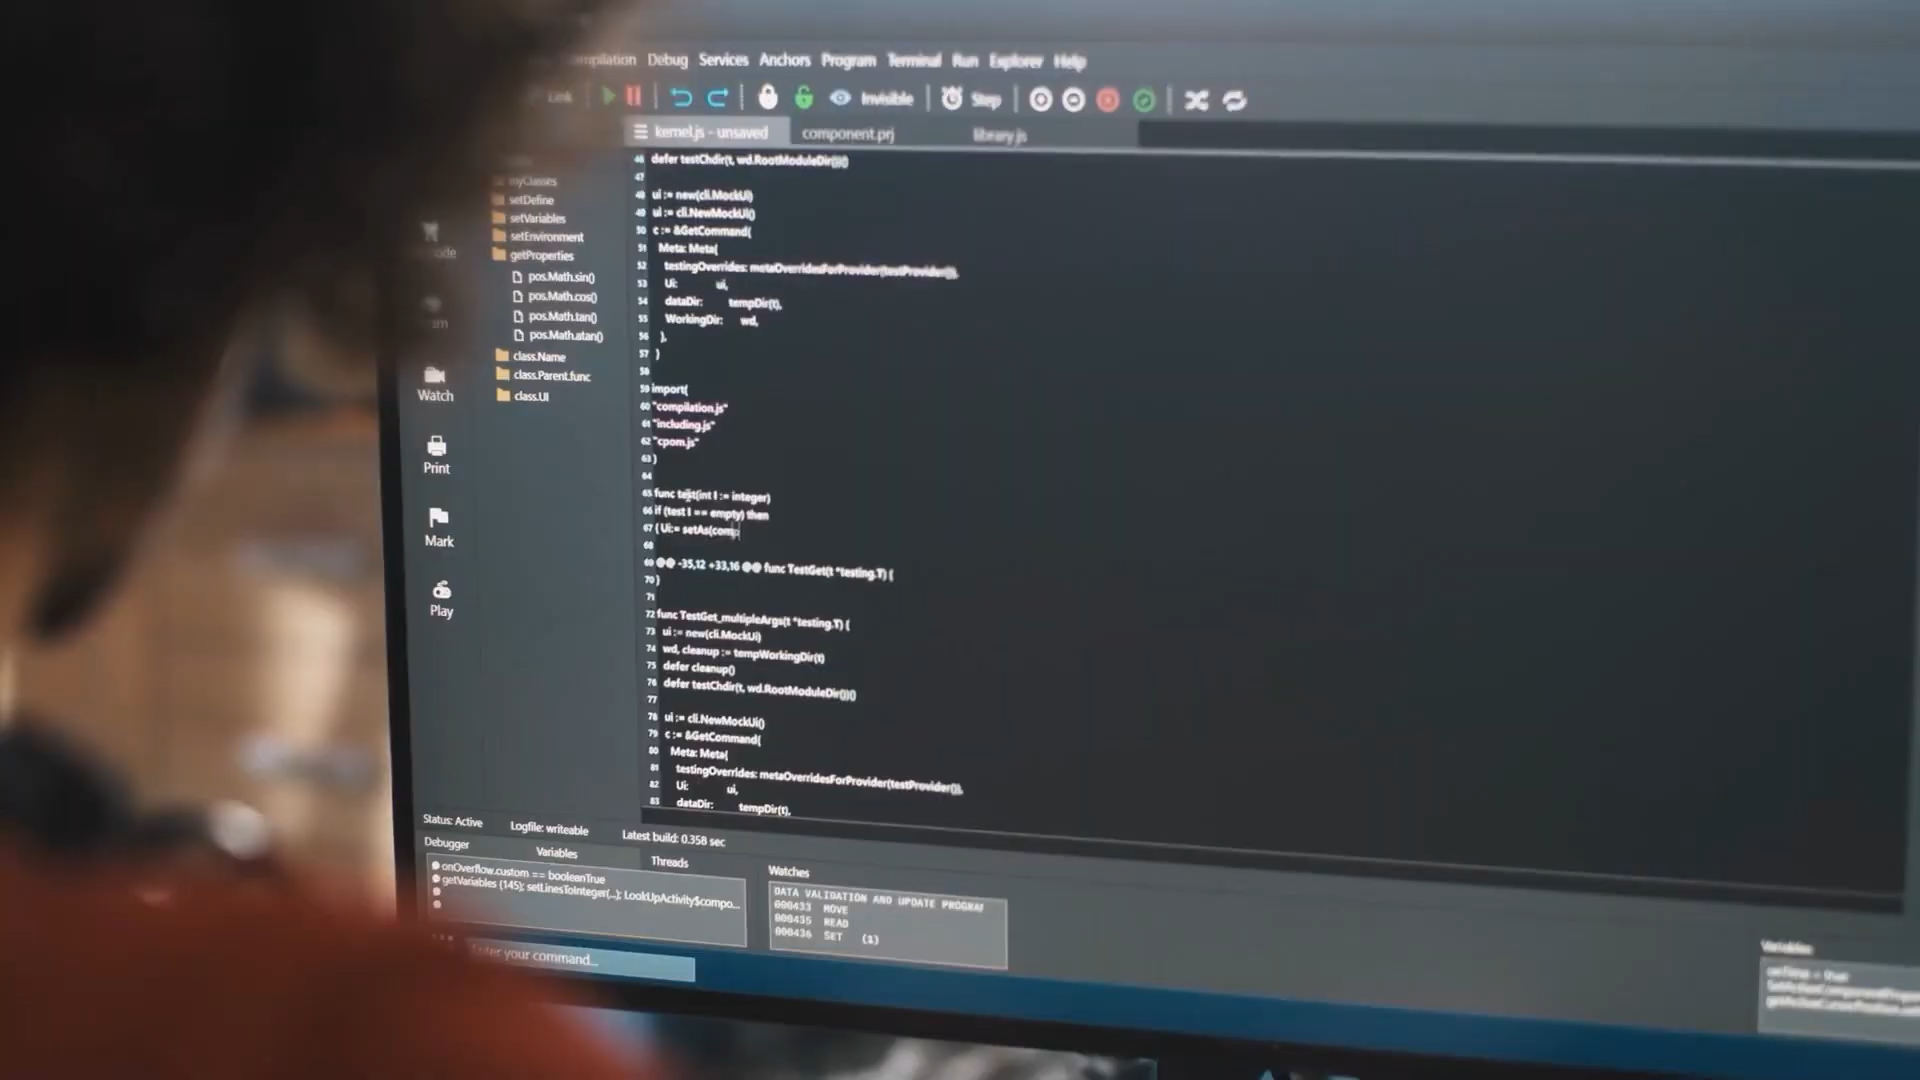 Debug Services Anchors Program Terminal Run Explorer Help
Link Invisible Step
kernel.js - unsaved component.prj library.js
myClasses
setDefine
setVariables
setEnvironment
getProperties
pos.Math.sin()
pos.Math.cos()
pos.Math.tan()
pos.Math.atan()
class.Name
class.Parent.func
class.UI
Watch
Print
Mark
Play
46 defer testChdir(t, wd.RootModuleDir())()
47
48 ui := new(cli.MockUi)
49 ui := cli.NewMockUi()
50 c := &GetCommand{
51 Meta: Meta{
52 testingOverrides: metaOverridesForProvider(testProvider()),
53 Ui: ui,
54 dataDir: tempDir(t),
55 WorkingDir: wd,
56 },
57 }
58
59 import(
60 "compilation.js"
61 "including.js"
62 "cpom.js"
63 )
64
65 func test(int I := integer)
66 if (test I == empty) then
67 ( Ui:= setAs(comp
68
69 @@ -35,12 +33,16 @@ func TestGet(t *testing.T) {
70 }
71
72 func TestGet_multipleArgs(t *testing.T) {
73 ui := new(cli.MockUi)
74 wd, cleanup := tempWorkingDir(t)
75 defer cleanup()
76 defer testChdir(t, wd.RootModuleDir())()
77
78 ui := cli.NewMockUi()
79 c := &GetCommand{
80 Meta: Meta{
81 testingOverrides: metaOverridesForProvider(testProvider()),
82 Ui: ui,
83 dataDir: tempDir(t),
Status: Active Logfile: writeable Latest build: 0.358 sec
Debugger Variables Threads
onOverflow.custom == booleanTrue
getVariables (145); setLinesToInteger(...); LookUpActivity$compo...
Watches
DATA VALIDATION AND UPDATE PROGRAM
000433 MOVE
000435 READ
000436 SET (1)
your command...
Variables